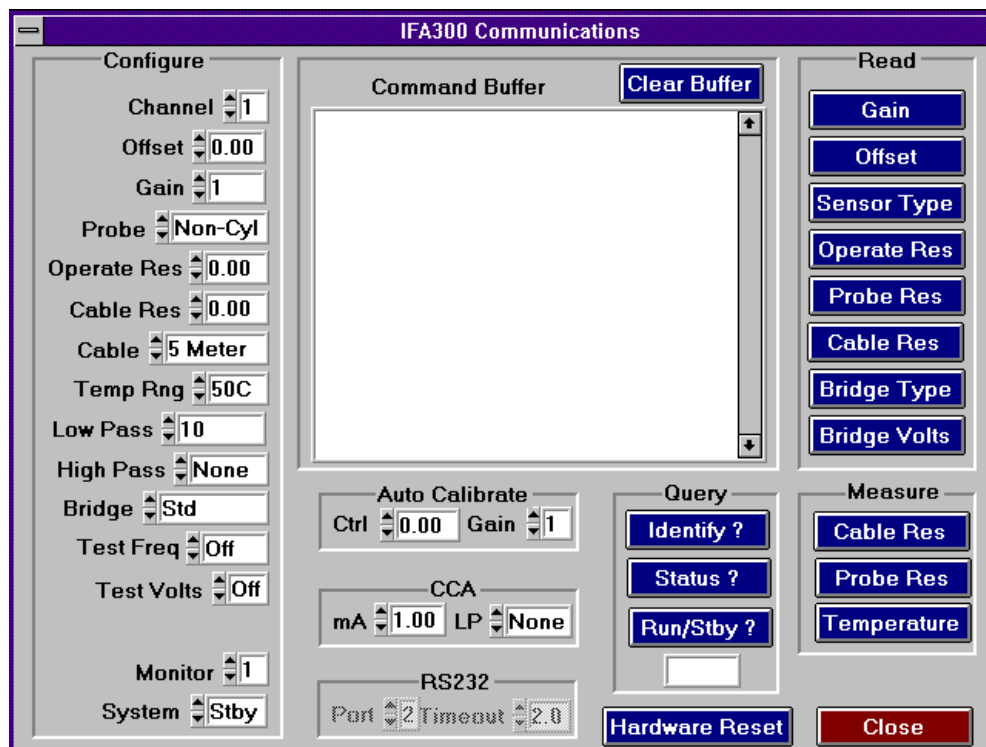 IFA300 Communications
Configure
Channel 1
Offset 0.00
Gain 1
Probe Non-Cyl
Operate Res 0.00
Cable Res 0.00
Cable 5 Meter
Temp Rng 50C
Low Pass 10
High Pass None
Bridge Std
Test Freq Off
Test Volts Off
Monitor 1
System Stby
Command Buffer
Clear Buffer
Auto Calibrate
Ctrl 0.00 Gain 1
CCA
mA 1.00 LP None
RS232
Port 2 Timeout 2.0
Query
Identify ?
Status ?
Run/Stby ?
Read
Gain
Offset
Sensor Type
Operate Res
Probe Res
Cable Res
Bridge Type
Bridge Volts
Measure
Cable Res
Probe Res
Temperature
Hardware Reset
Close